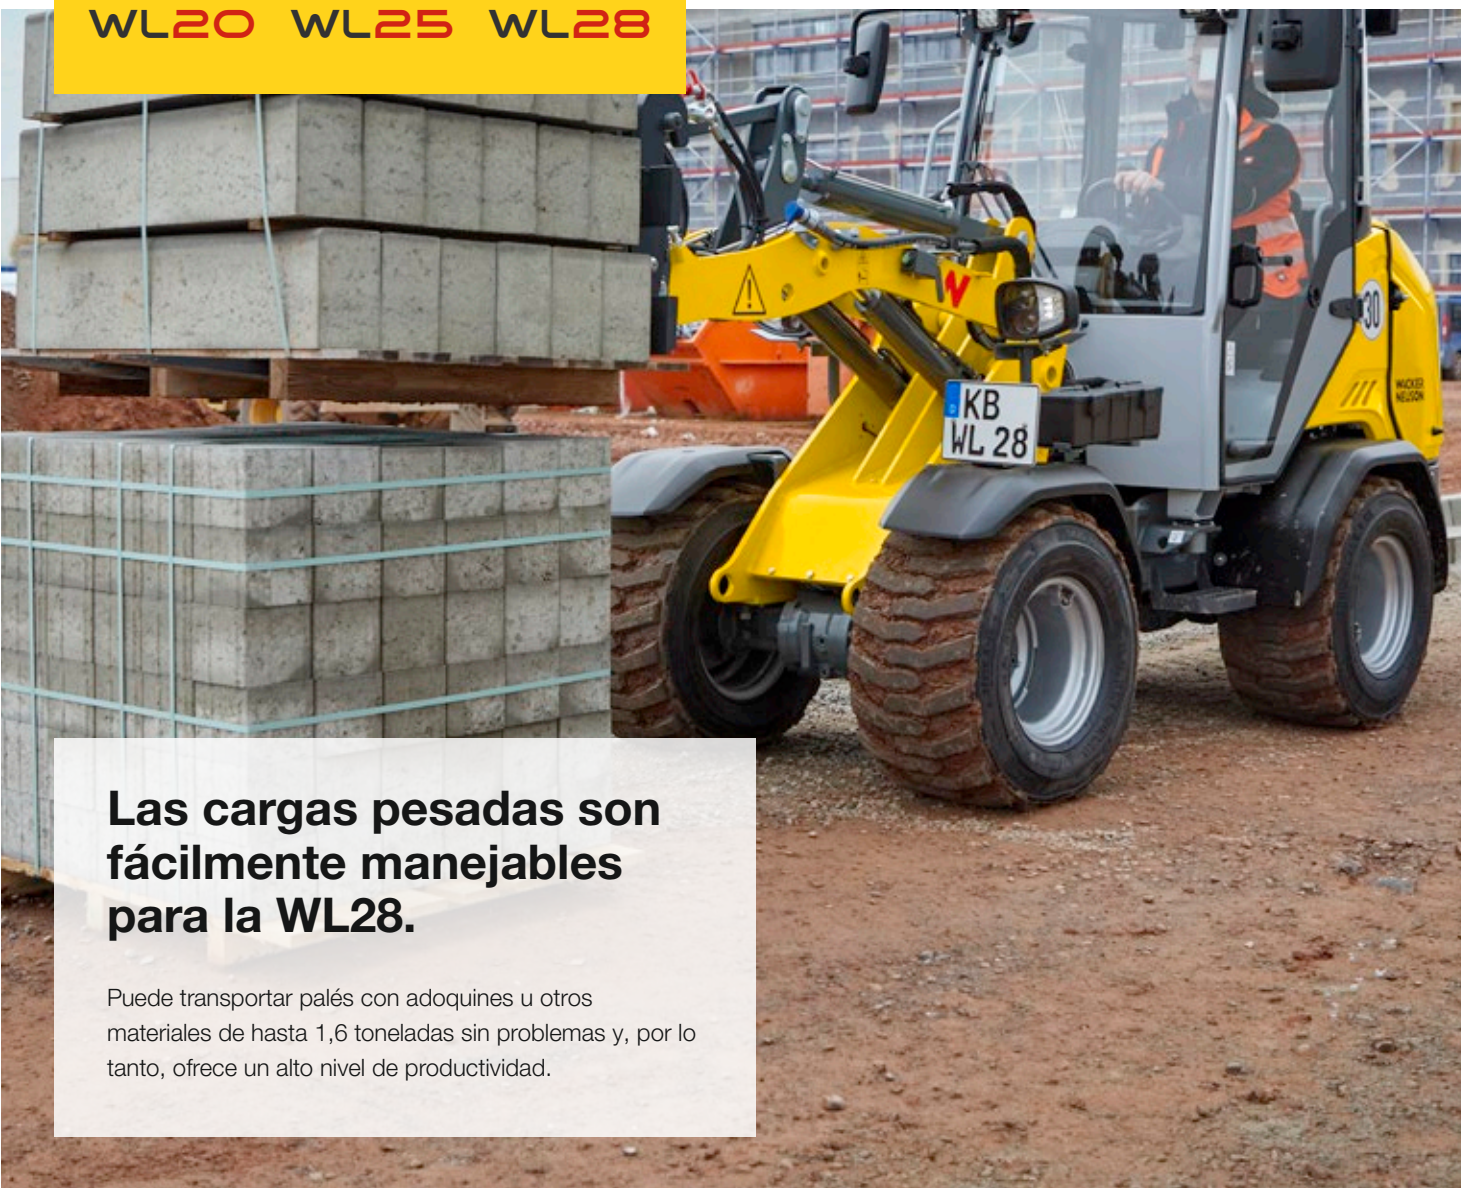 WL20 WL25 WL28
30
WACKER
NEUSON
KB
WL 28
Las cargas pesadas son
fácilmente manejables
para la WL28.
Puede transportar palés con adoquines u otros
materiales de hasta 1,6 toneladas sin problemas y, por lo
tanto, ofrece un alto nivel de productividad.